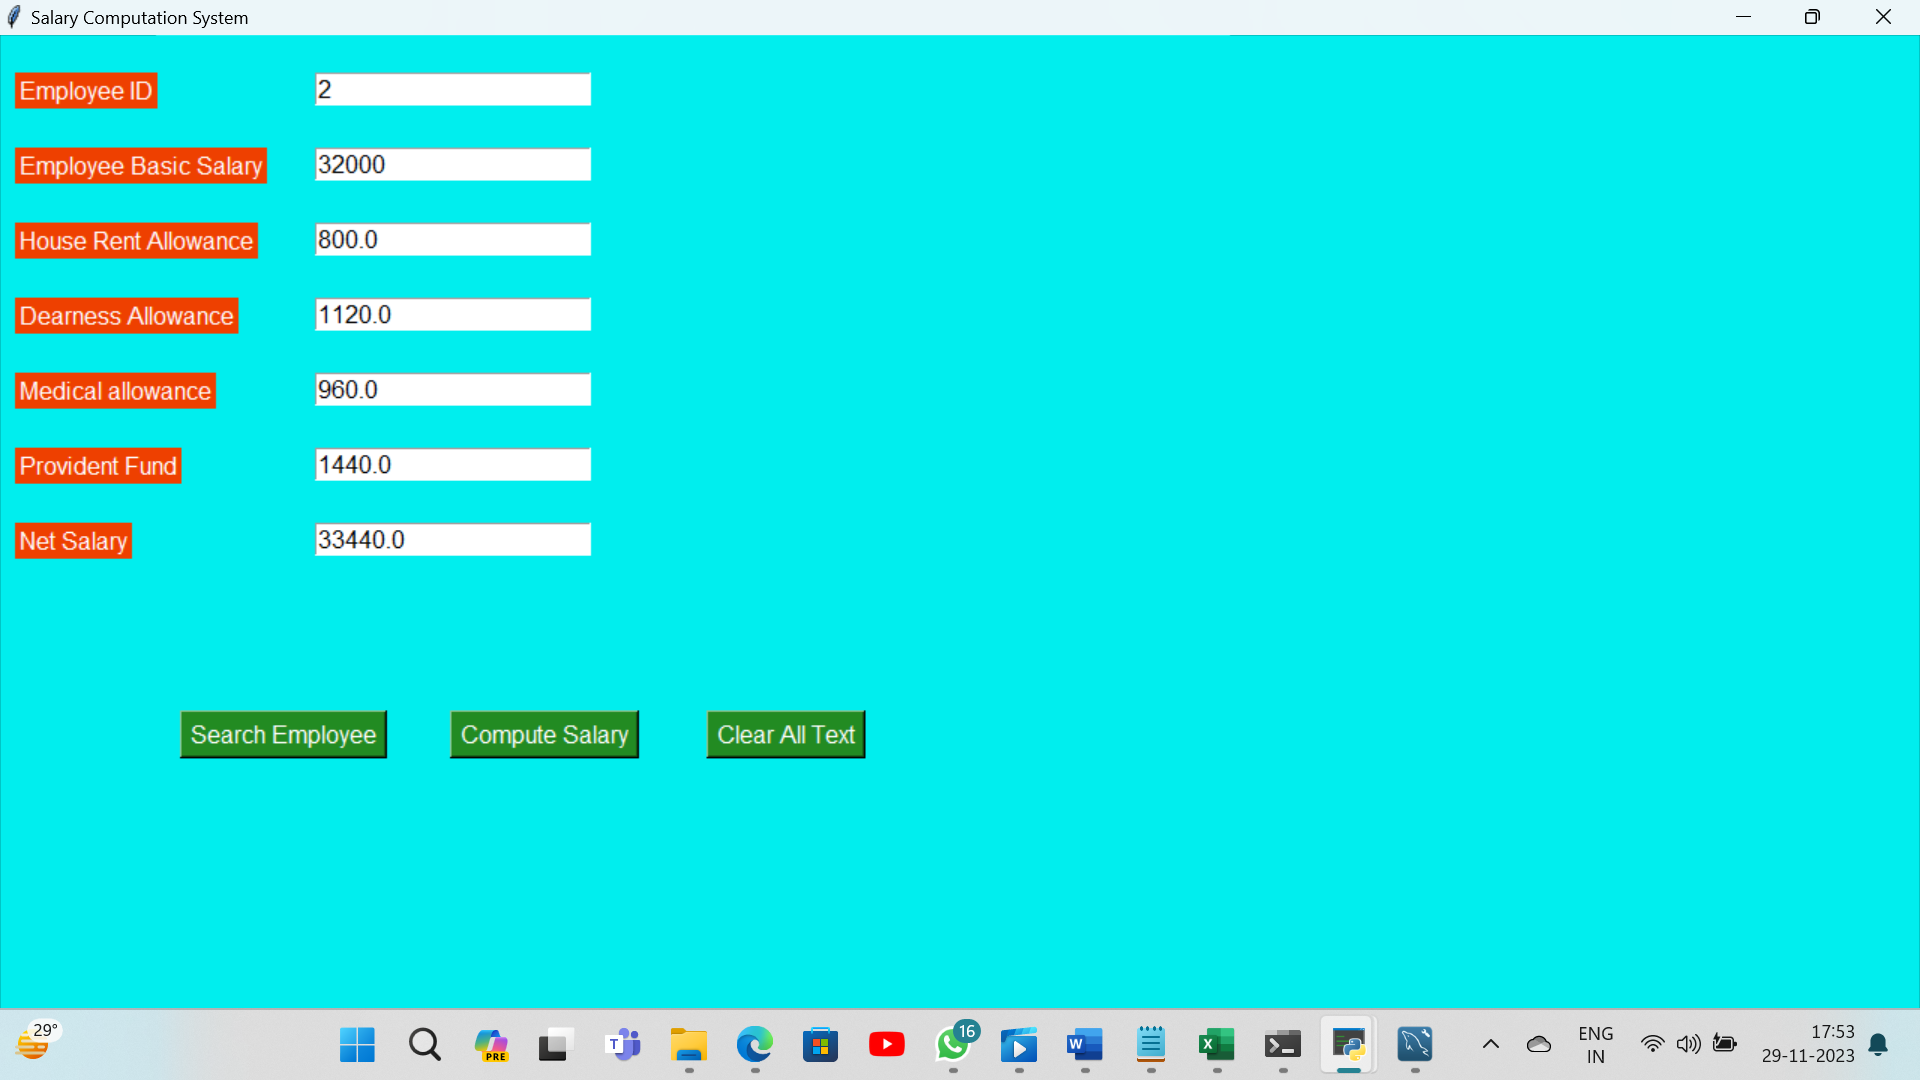 Salary Computation System
Employee ID 2
Employee Basic Salary 32000
House Rent Allowance 800.0
Dearness Allowance 1120.0
Medical allowance 960.0
Provident Fund 1440.0
Net Salary 33440.0
Search Employee Compute Salary Clear All Text
29°
PRE
T
16
W
X
ENG
IN
17:53
29-11-2023